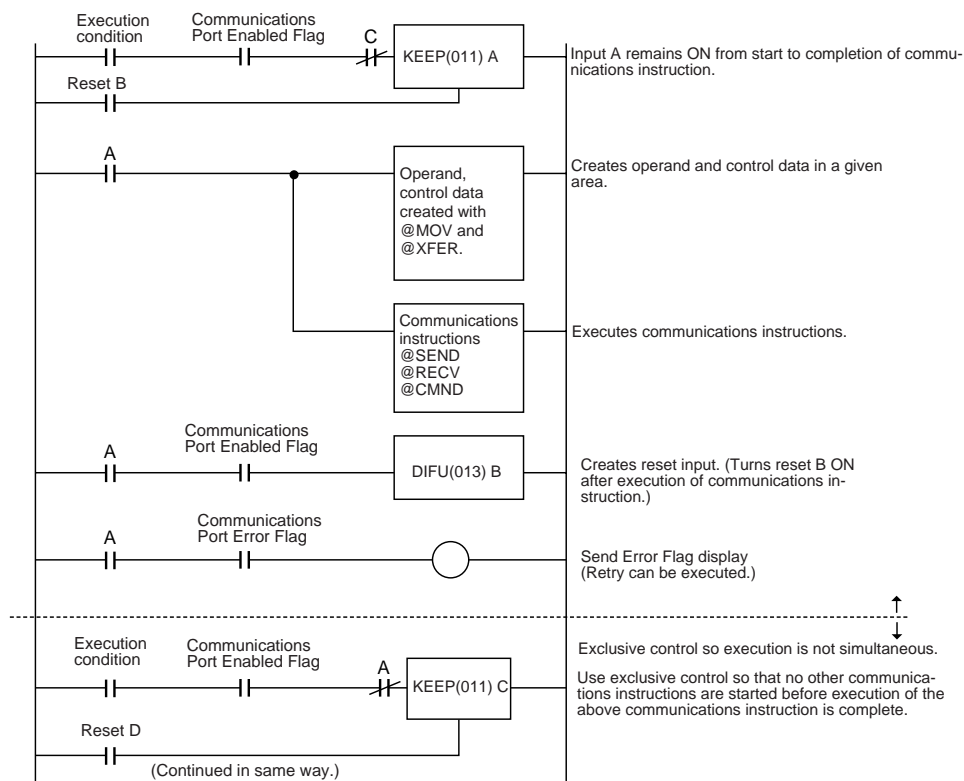 Execution
condition
Communications
Port Enabled Flag
C
KEEP(011) A
Input A remains ON from start to completion of commu-
nications instruction.
Reset B
A
Operand,
control data
created with
@MOV and
@XFER.
Creates operand and control data in a given
area.
Communications
instructions
@SEND
@RECV
@CMND
Executes communications instructions.
A
Communications
Port Enabled Flag
DIFU(013) B
Creates reset input. (Turns reset B ON
after execution of communications in-
struction.)
A
Communications
Port Error Flag
Send Error Flag display
(Retry can be executed.)
Exclusive control so execution is not simultaneous.
Execution
condition
Communications
Port Enabled Flag
A
KEEP(011) C
Use exclusive control so that no other communica-
tions instructions are started before execution of the
above communications instruction is complete.
Reset D
(Continued in same way.)